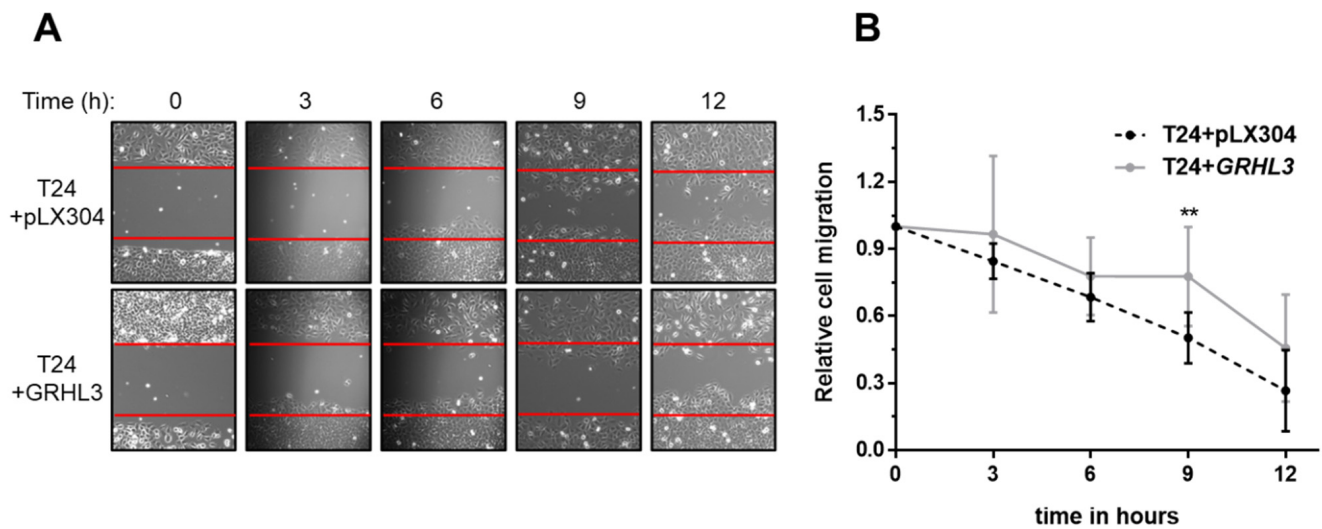 A
B
Time (h): 0 3 6 9 12
T24
+pLX304
T24
+GRHL3
Relative cell migration
1.5
1.2
0.9
0.6
0.3
0.0
T24+pLX304
T24+GRHL3
**
0 3 6 9 12
time in hours